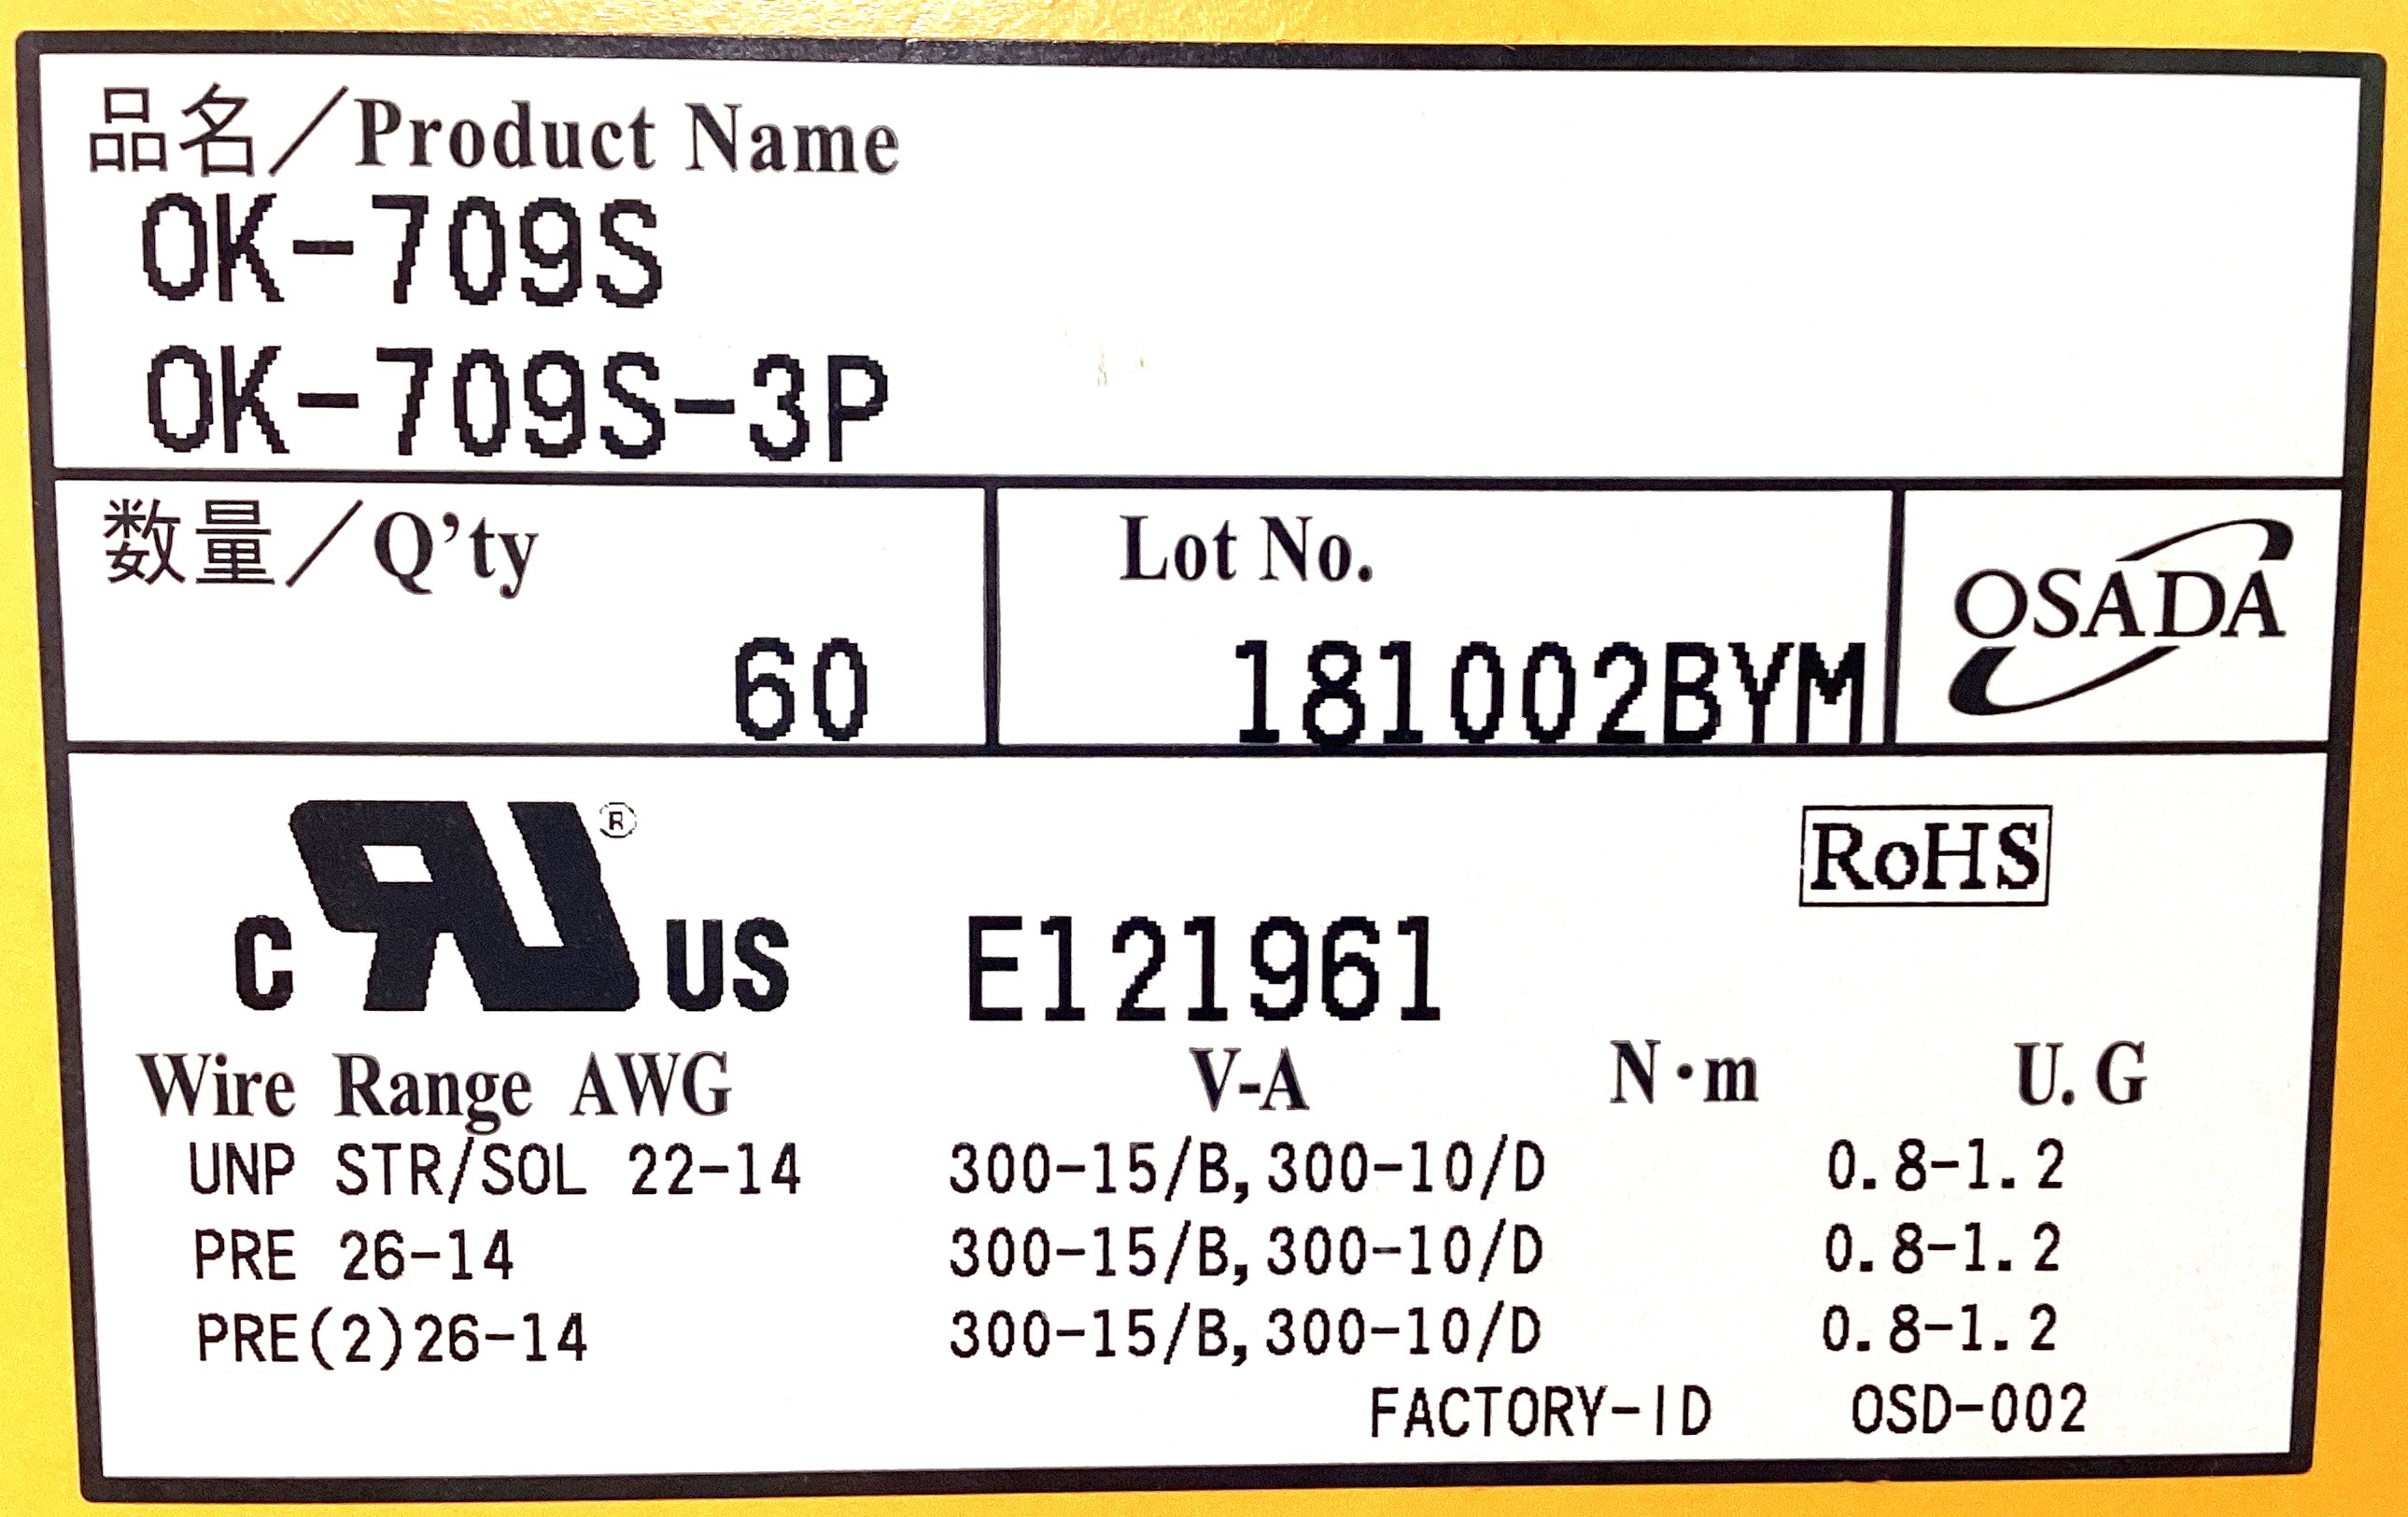 品名／Product Name
OK-709S
OK-709S-3P
数量／Q'ty
60
Lot No.
181002BYM
OSADA
C RU® US
E121961
RoHS
Wire Range AWG V-A N·m U.G
UNP STR/SOL 22-14 300-15/B,300-10/D 0.8-1.2
PRE 26-14 300-15/B,300-10/D 0.8-1.2
PRE(2)26-14 300-15/B,300-10/D 0.8-1.2
FACTORY-ID OSD-002